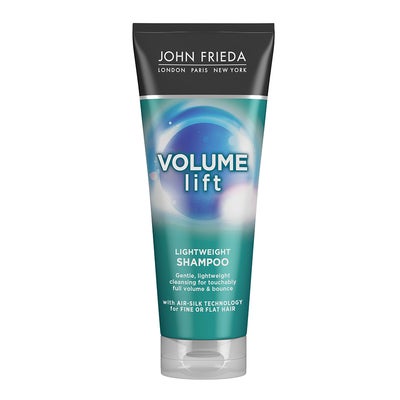 JOHN FRIEDA
LONDON PARIS NEW YORK
VOLUME
lift
LIGHTWEIGHT
SHAMPOO
Gentle, lightweight
cleansing for touchably
full volume & bounce
with AIR-SILK TECHNOLOGY
for FINE OR FLAT HAIR